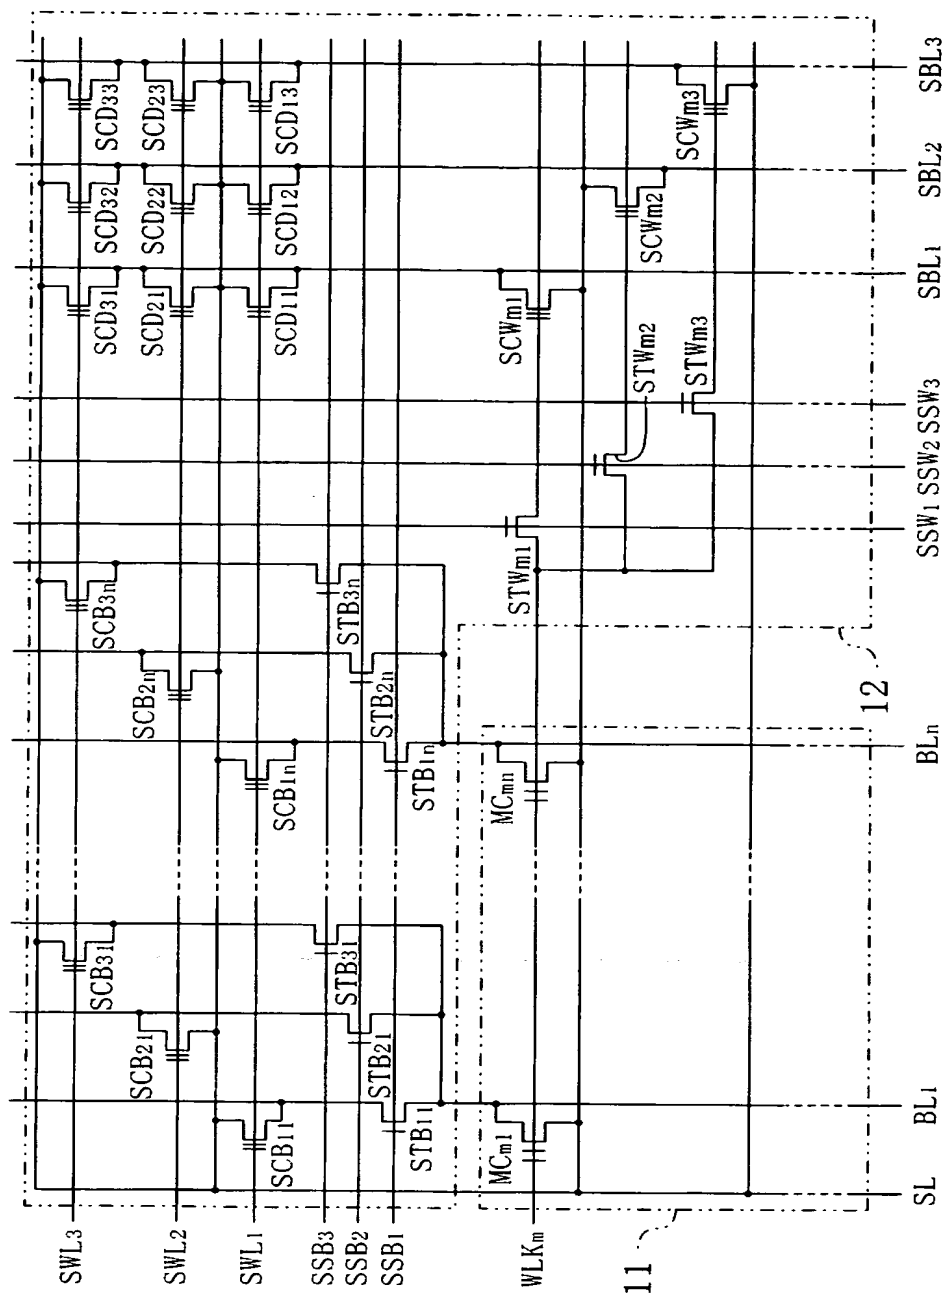 SWL3
SWL2
SWL1
SSB3
SSB2
SSB1
WLKm
11
SCB31
SCB21
SCB11
STB31
STB21
STB11
MCm1
SCB3n
SCB2n
SCB1n
STB3n
STB2n
STB1n
MCmn
12
STWm1
STWm2
STWm3
SCD31
SCD21
SCD11
SCWm1
SCD32
SCD22
SCD12
SCWm2
SCD33
SCD23
SCD13
SCWm3
SL
BL1
BLn
SSW1
SSW2
SSW3
SBL1
SBL2
SBL3